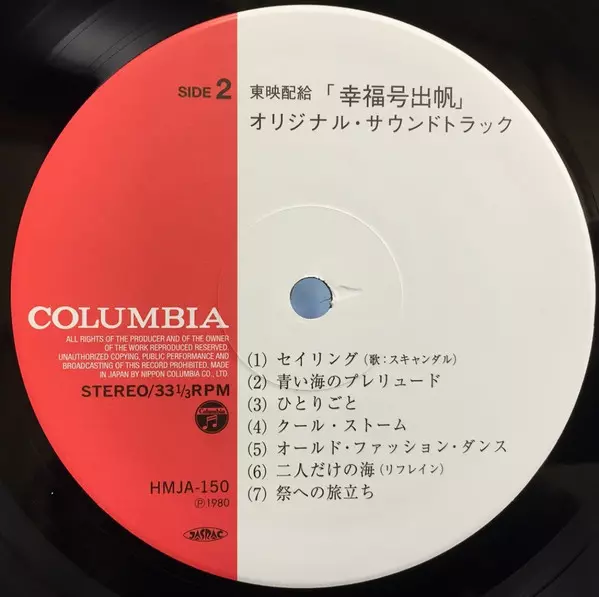 SIDE 2
東映配給 「幸福号出帆」
オリジナル・サウンドトラック
COLUMBIA
ALL RIGHTS OF THE PRODUCER AND OF THE OWNER
OF THE WORK REPRODUCED RESERVED.
UNAUTHORIZED COPYING, PUBLIC PERFORMANCE AND
BROADCASTING OF THIS RECORD PROHIBITED. MADE
IN JAPAN BY NIPPON COLUMBIA CO., LTD.
STEREO/33 1/3 RPM
Columbia
HMJA-150
Ⓟ1980
JASRAC
(1) セイリング (歌:スキャンダル)
(2) 青い海のプレリュード
(3) ひとりごと
(4) クール・ストーム
(5) オールド・ファッション・ダンス
(6) 二人だけの海 (リフレイン)
(7) 祭への旅立ち